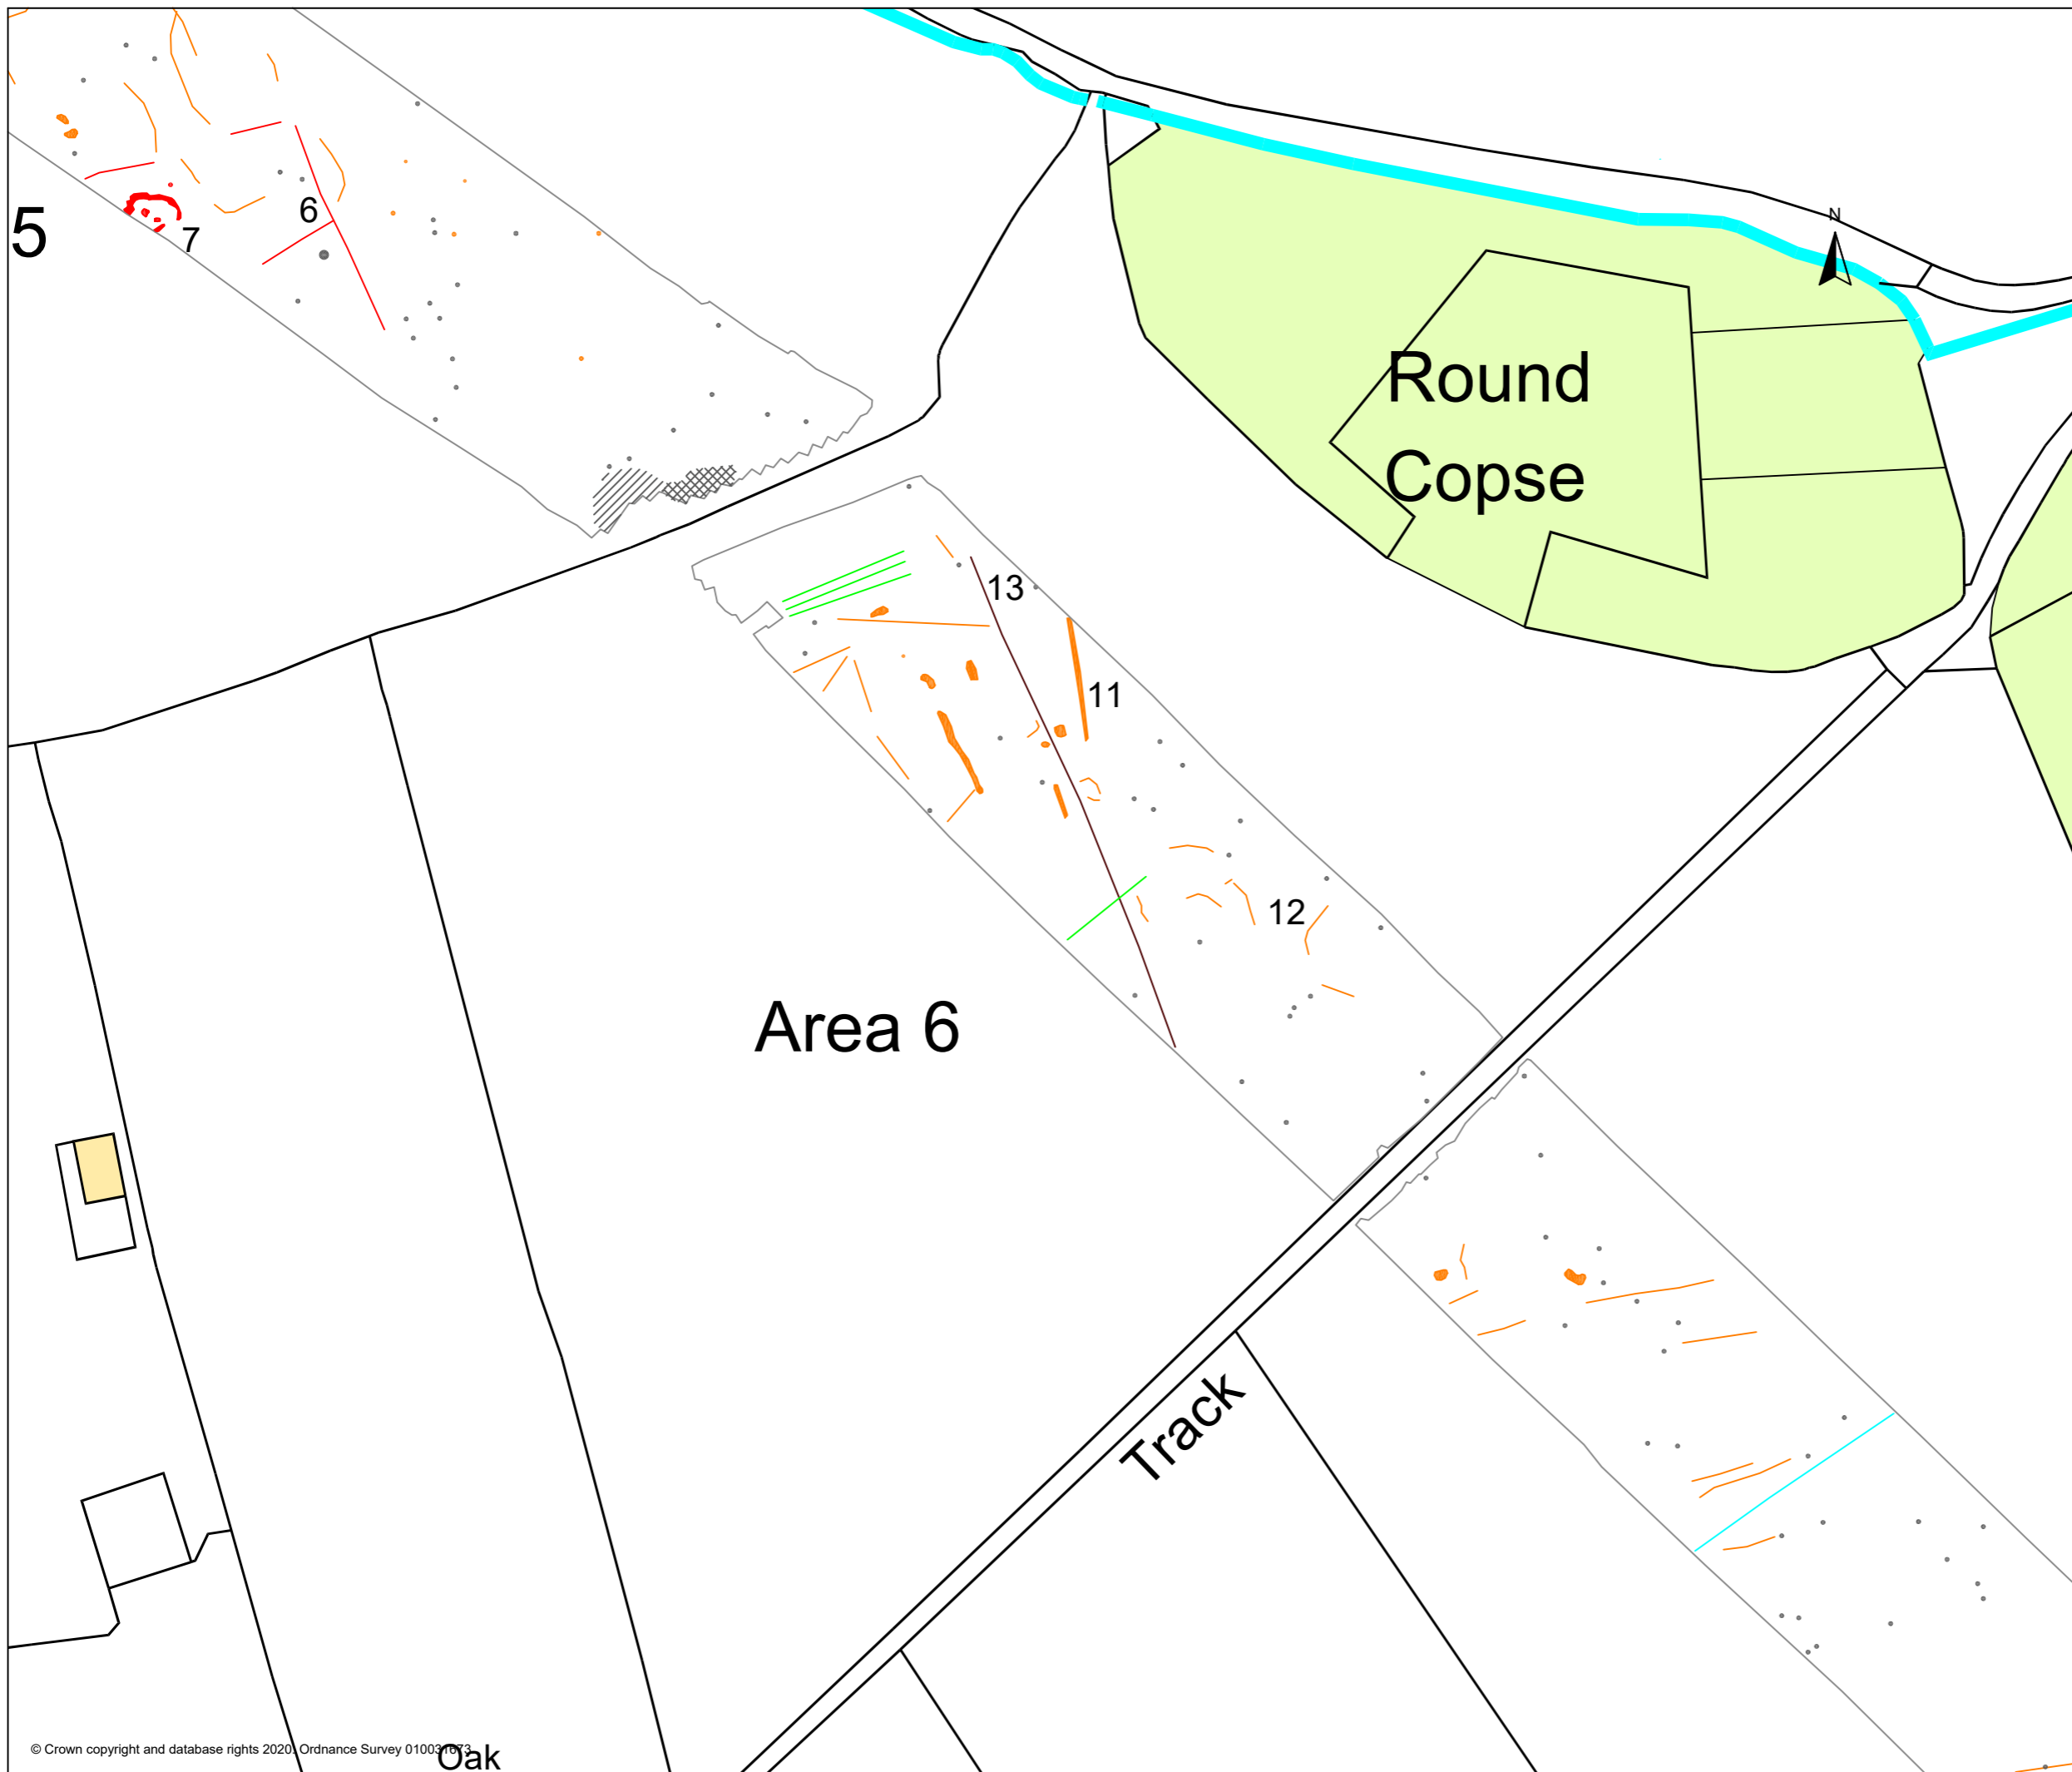 N
5
6
7
Round
Copse
13
11
12
Area 6
Track
© Crown copyright and database rights 2020. Ordnance Survey 010031673
Oak